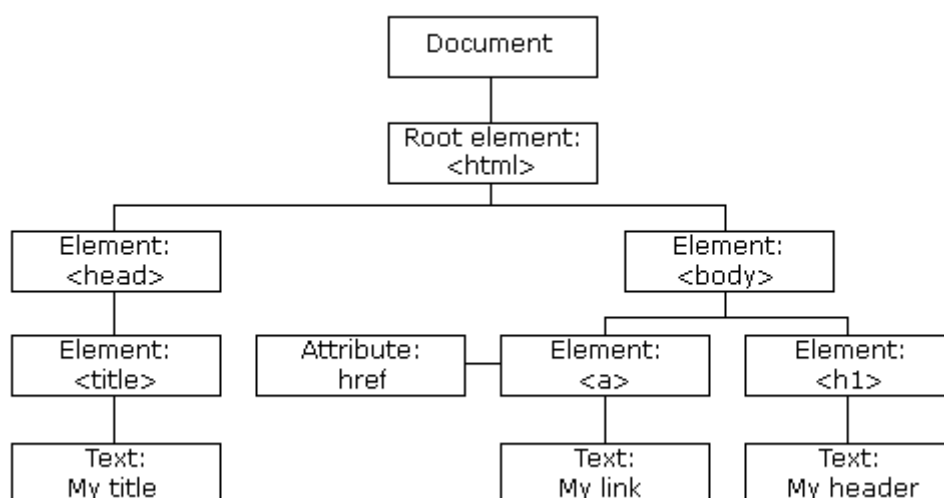 Document
Root element:
<html>
Element:
<head>
Element:
<body>
Element:
<title>
Attribute:
href
Element:
<a>
Element:
<h1>
Text:
My title
Text:
My link
Text:
My header